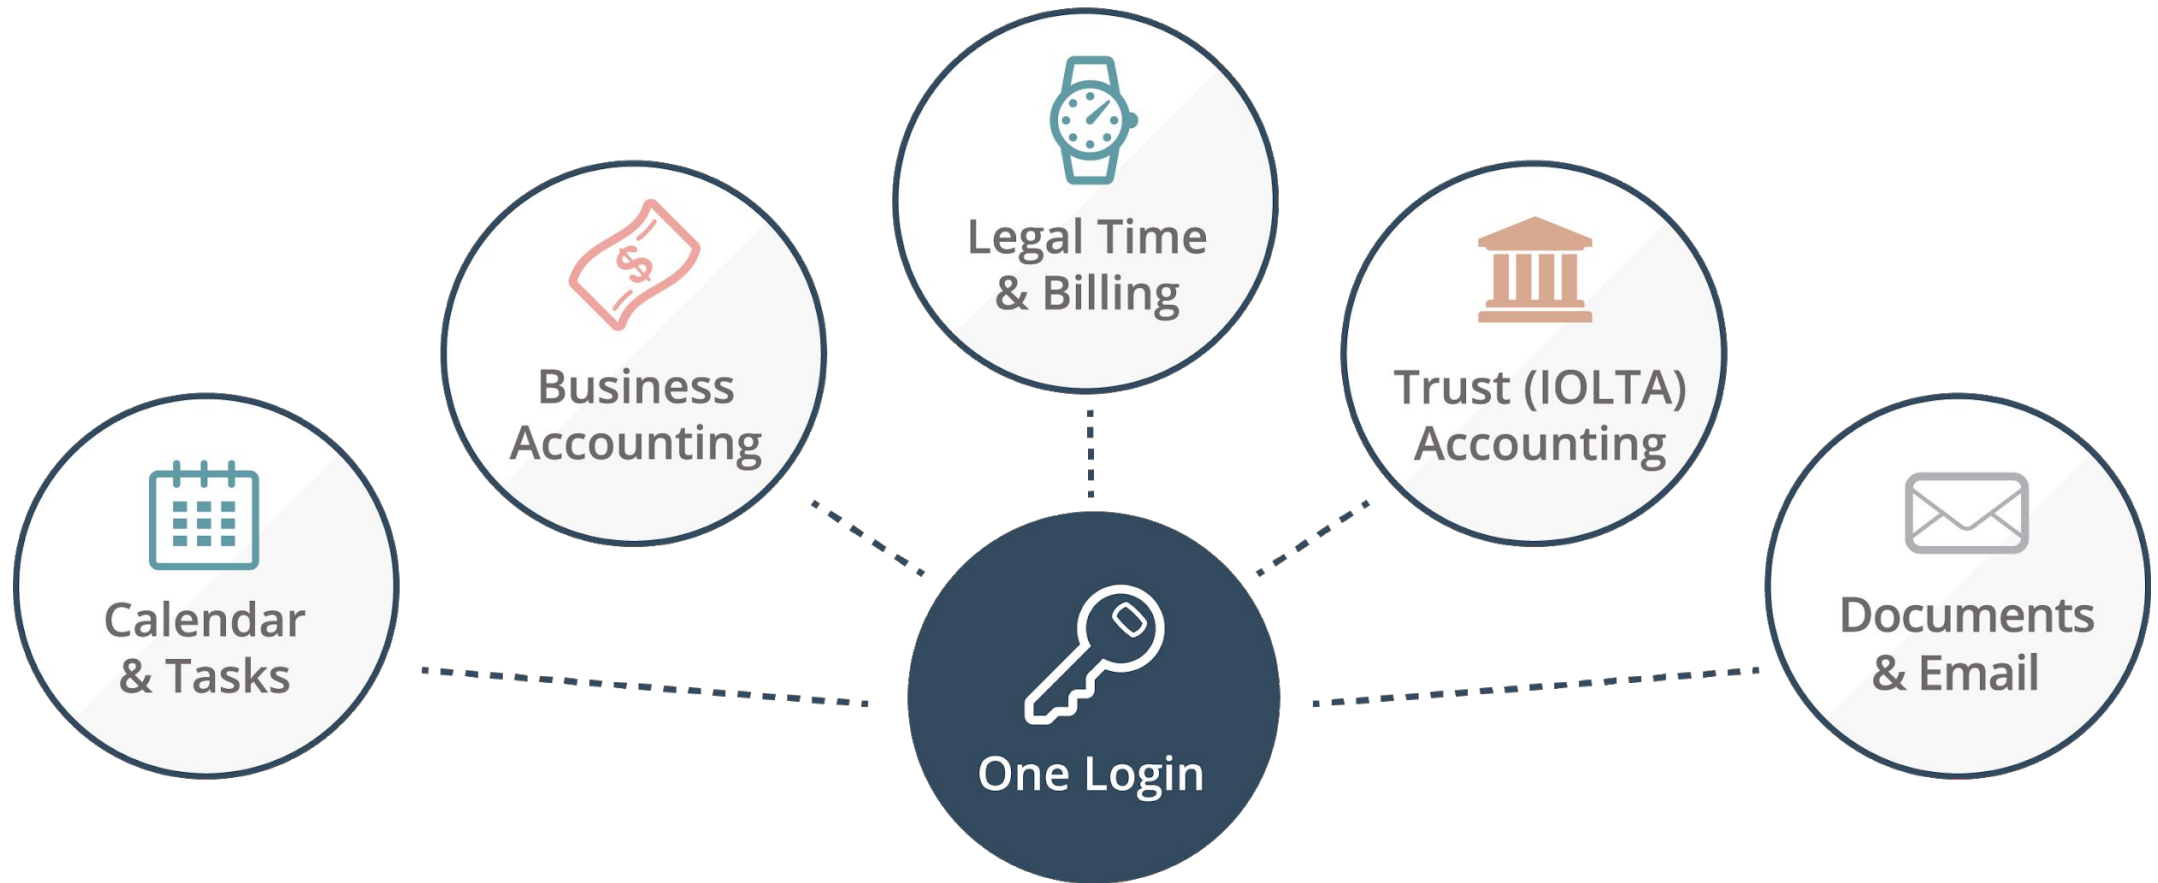 Legal Time
& Billing
Business
Accounting
Trust (IOLTA)
Accounting
Calendar
& Tasks
Documents
& Email
One Login